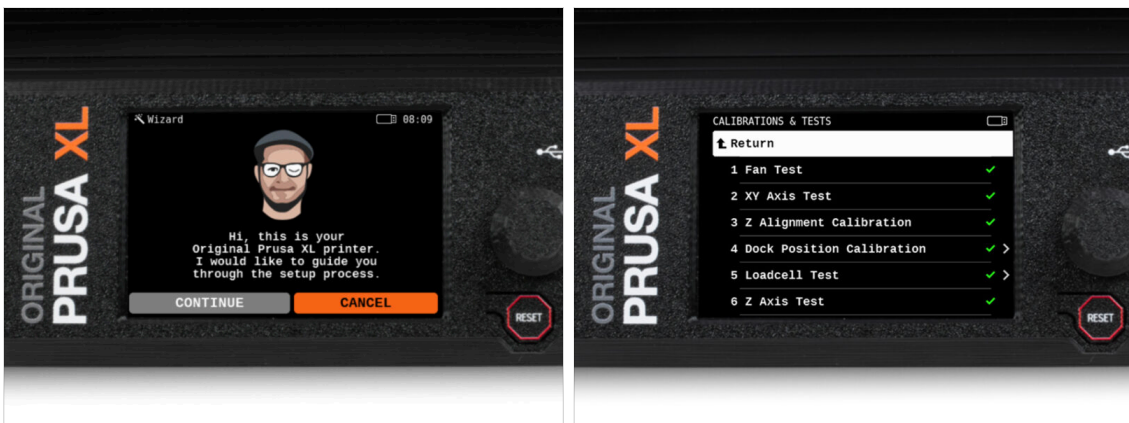 ORIGINAL
PRUSA XL
Wizard
08:09
Hi, this is your
Original Prusa XL printer.
I would like to guide you
through the setup process.
CONTINUE
CANCEL
RESET
ORIGINAL
PRUSA XL
CALIBRATIONS & TESTS
Return
1 Fan Test
2 XY Axis Test
3 Z Alignment Calibration
4 Dock Position Calibration
5 Loadcell Test
6 Z Axis Test
RESET